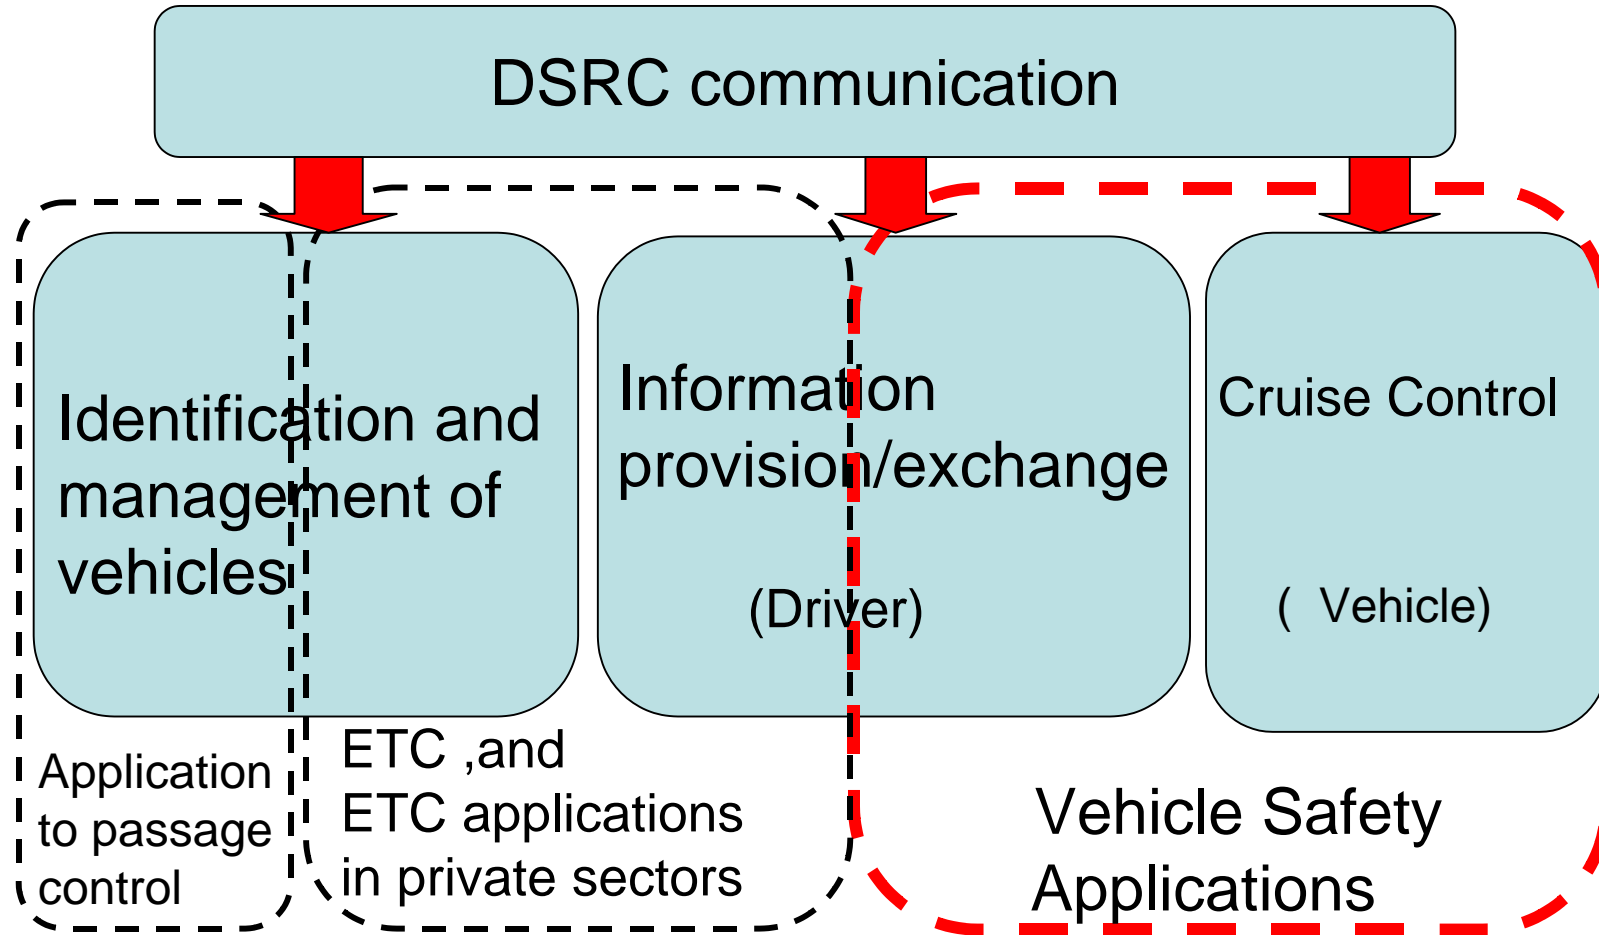 DSRC communication
Identification and
management of
vehicles
Information
provision/exchange
(Driver)
Cruise Control
( Vehicle)
Application
to passage
control
ETC ,and
ETC applications
in private sectors
Vehicle Safety
Applications